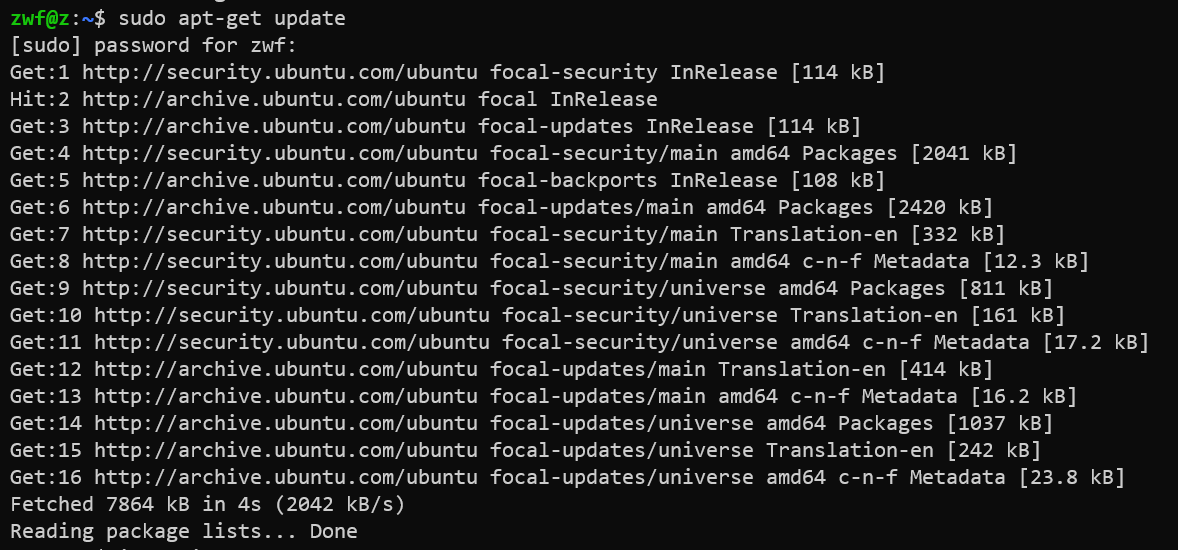 zwf@z:~$ sudo apt-get update
[sudo] password for zwf:
Get:1 http://security.ubuntu.com/ubuntu focal-security InRelease [114 kB]
Hit:2 http://archive.ubuntu.com/ubuntu focal InRelease
Get:3 http://archive.ubuntu.com/ubuntu focal-updates InRelease [114 kB]
Get:4 http://security.ubuntu.com/ubuntu focal-security/main amd64 Packages [2041 kB]
Get:5 http://archive.ubuntu.com/ubuntu focal-backports InRelease [108 kB]
Get:6 http://archive.ubuntu.com/ubuntu focal-updates/main amd64 Packages [2420 kB]
Get:7 http://security.ubuntu.com/ubuntu focal-security/main Translation-en [332 kB]
Get:8 http://security.ubuntu.com/ubuntu focal-security/main amd64 c-n-f Metadata [12.3 kB]
Get:9 http://security.ubuntu.com/ubuntu focal-security/universe amd64 Packages [811 kB]
Get:10 http://security.ubuntu.com/ubuntu focal-security/universe Translation-en [161 kB]
Get:11 http://security.ubuntu.com/ubuntu focal-security/universe amd64 c-n-f Metadata [17.2 kB]
Get:12 http://archive.ubuntu.com/ubuntu focal-updates/main Translation-en [414 kB]
Get:13 http://archive.ubuntu.com/ubuntu focal-updates/main amd64 c-n-f Metadata [16.2 kB]
Get:14 http://archive.ubuntu.com/ubuntu focal-updates/universe amd64 Packages [1037 kB]
Get:15 http://archive.ubuntu.com/ubuntu focal-updates/universe Translation-en [242 kB]
Get:16 http://archive.ubuntu.com/ubuntu focal-updates/universe amd64 c-n-f Metadata [23.8 kB]
Fetched 7864 kB in 4s (2042 kB/s)
Reading package lists... Done